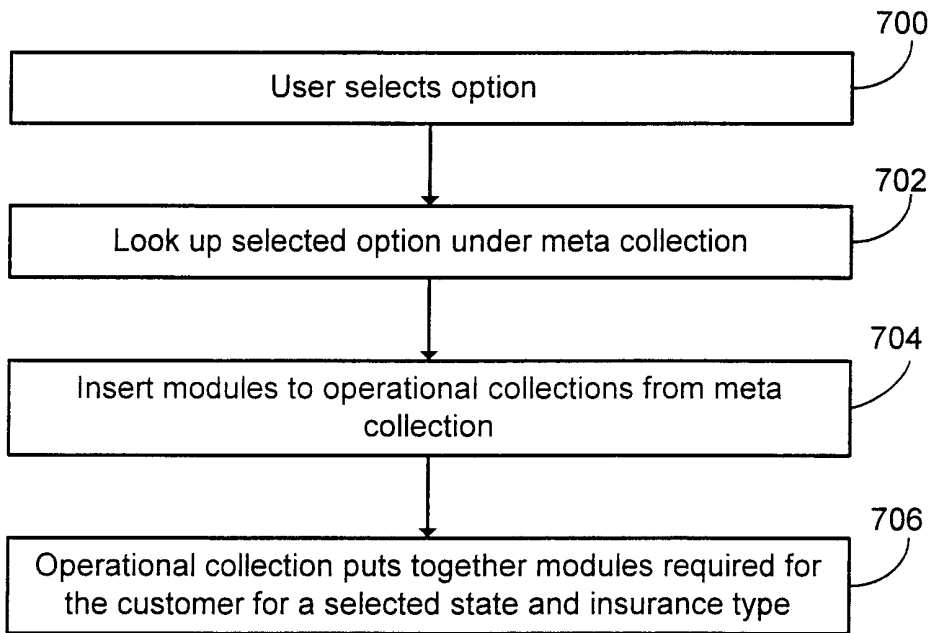 700
User selects option
702
Look up selected option under meta collection
704
Insert modules to operational collections from meta
collection
706
Operational collection puts together modules required for
the customer for a selected state and insurance type